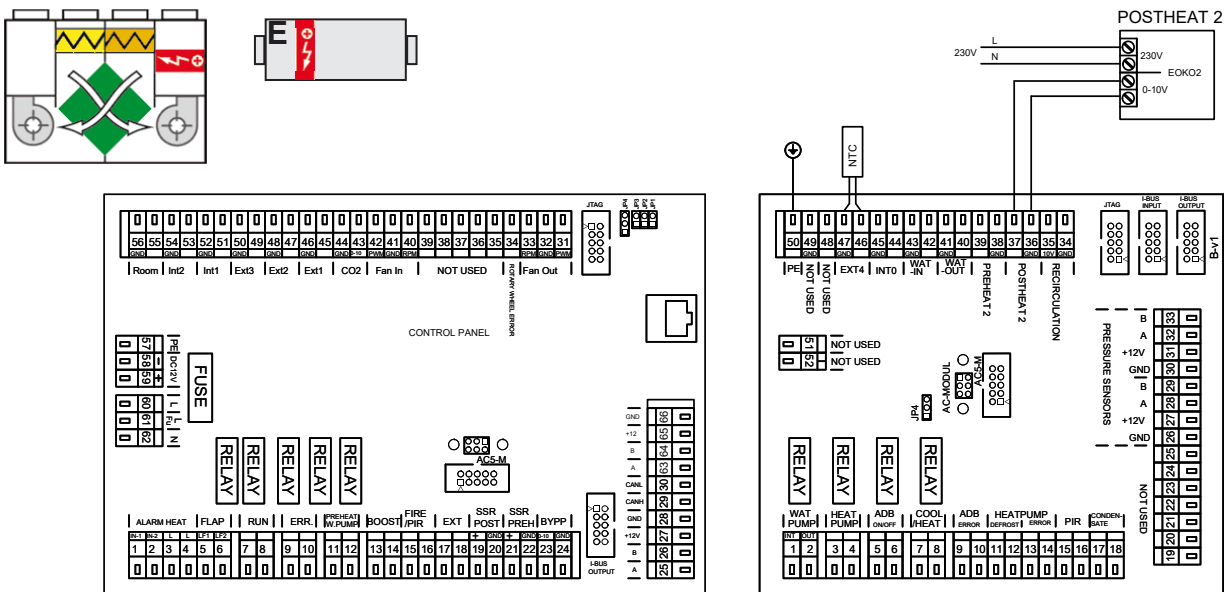 E
POSTHEAT 2
L
230V
N
230V
EOKO2
0-10V
NTC
JTAG
JP4
JP3
JP2
JP1
56 55 54 53 52 51 50 49 48 47 46 45 44 43 42 41 40 39 38 37 36 35 34 33 32 31
GND GND GND GND GND GND GND 0-10 PWM GND RPM RPM GND PWM
Room Int2 Int1 Ext3 Ext2 Ext1 CO2 Fan In NOT USED ROTARY WHEEL ERROR Fan Out
CONTROL PANEL
57 PE
58 - DC12V
59 +
FUSE
60 L
61 L Fu
62 N
RELAY RELAY RELAY RELAY RELAY
AC5-M
ALARM HEAT FLAP RUN ERR. PREHEAT W.PUMP BOOST FIRE /PIR EXT SSR POST SSR PREH BYPP
IN-1 IN-2 L L LF1 LF2 + GND + GND 0-10 GND
1 2 3 4 5 6 7 8 9 10 11 12 13 14 15 16 17 18 19 20 21 22 23 24
I-BUS OUTPUT
GND 66
+12 65
B 64
A 63
CANL 30
CANH 29
GND 28
+12V 27
B 26
A 25
JTAG
I-BUS INPUT
I-BUS OUTPUT
B-v1
50 49 48 47 46 45 44 43 42 41 40 39 38 37 36 35 34
GND GND GND GND GND GND 10V GND
PE NOT USED NOT USED EXT4 INT0 WAT -IN WAT -OUT PREHEAT 2 POSTHEAT 2 RECIRCULATION
51 NOT USED
52 NOT USED
AC-MODUL
AC5-M
JP4
PRESSURE SENSORS
B 33
A 32
+12V 31
GND 30
B 29
A 28
+12V 27
GND 26
25
24
23
22
21
20
19
NOT USED
RELAY RELAY RELAY RELAY
WAT PUMP HEAT PUMP ADB ON/OFF COOL /HEAT ADB ERROR HEATPUMP DEFROST ERROR PIR CONDEN- SATE
INT OUT
1 2 3 4 5 6 7 8 9 10 11 12 13 14 15 16 17 18